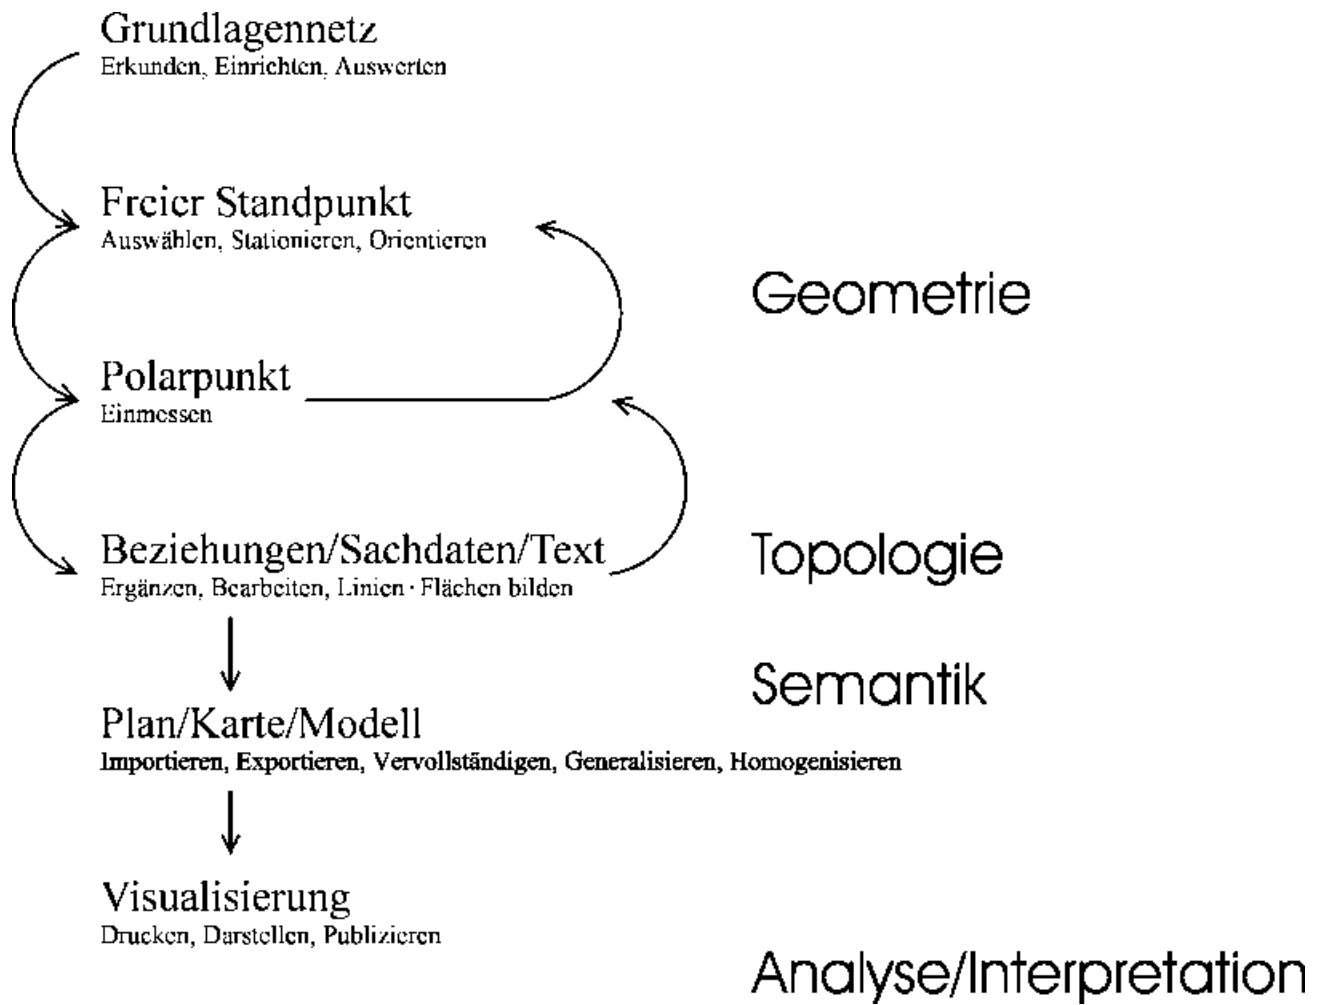 Grundlagennetz
Erkunden, Einrichten, Auswerten
Freier Standpunkt
Auswählen, Stationieren, Orientieren
Geometrie
Polarpunkt
Einmessen
Beziehungen/Sachdaten/Text
Topologie
Ergänzen, Bearbeiten, Linien · Flächen bilden
Semantik
Plan/Karte/Modell
Importieren, Exportieren, Vervollständigen, Generalisieren, Homogenisieren
Visualisierung
Drucken, Darstellen, Publizieren
Analyse/Interpretation